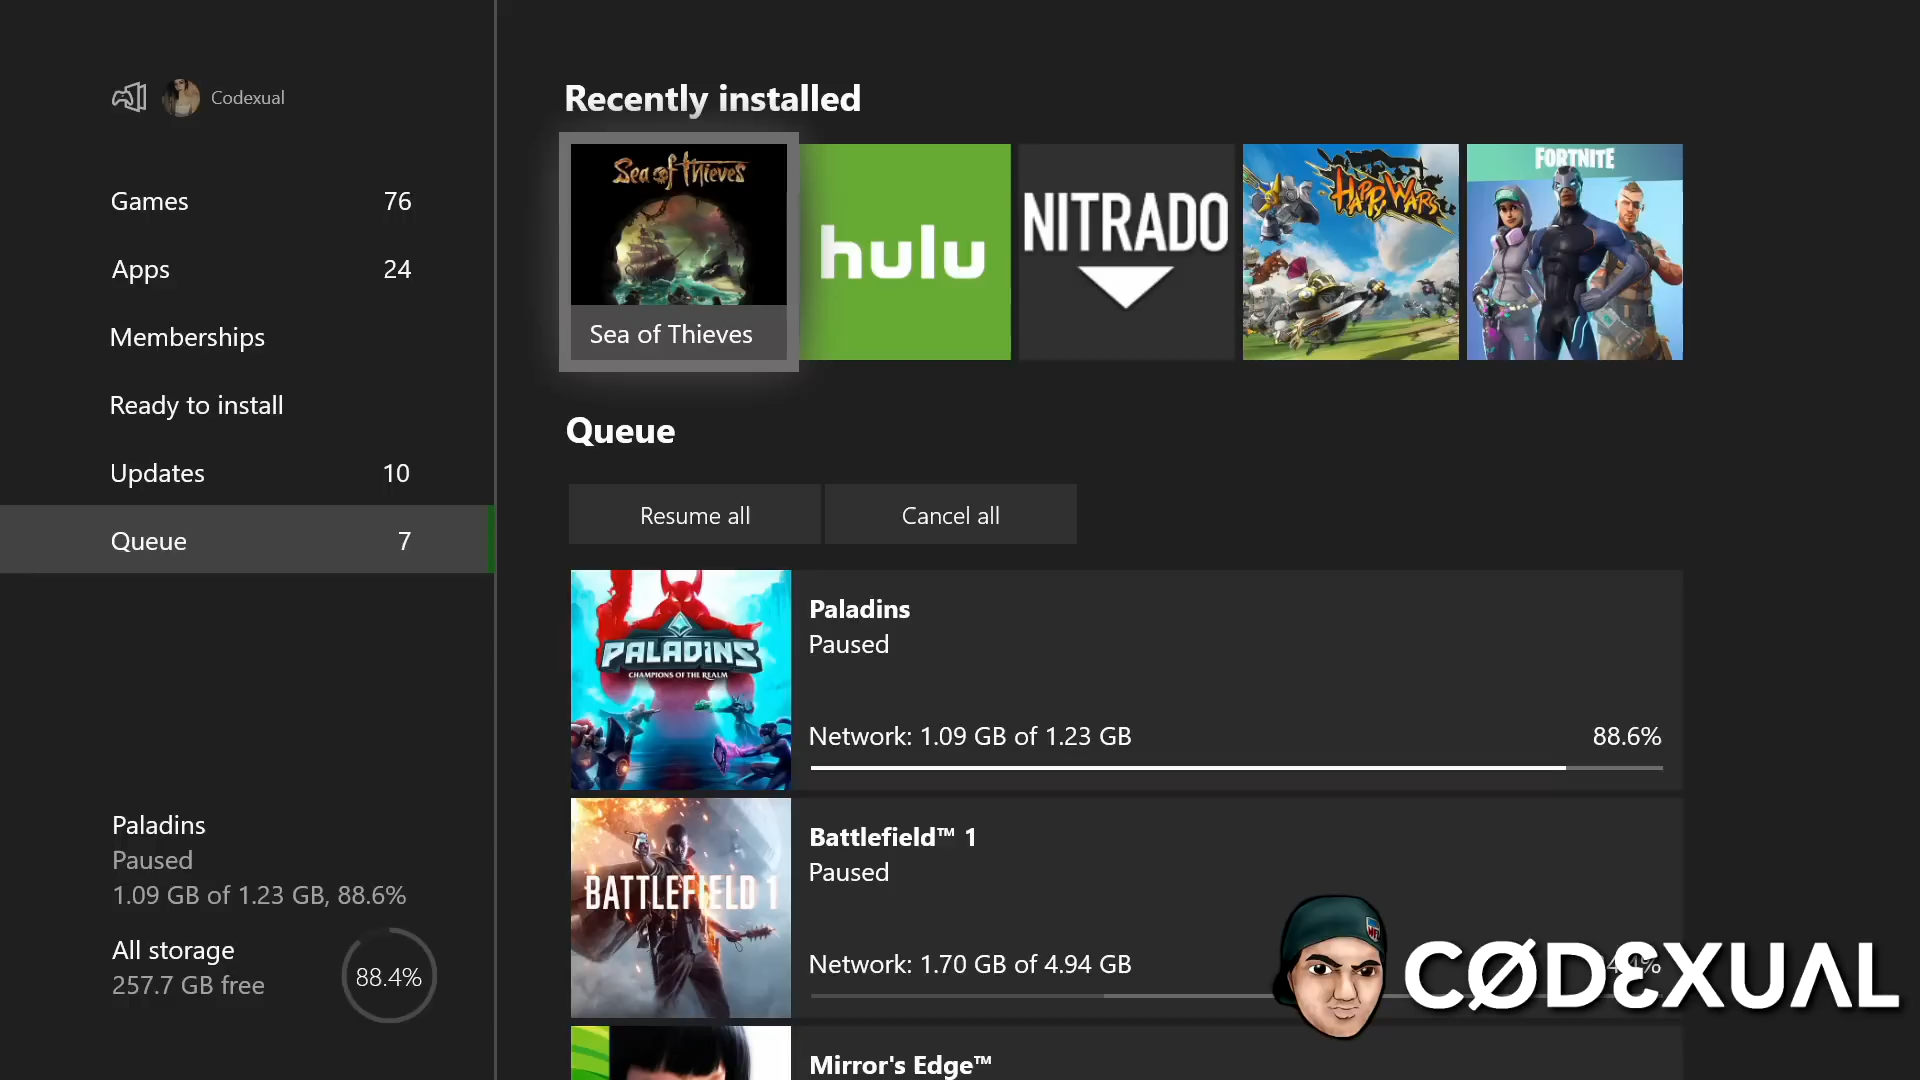 Codexual
Games 76
Apps 24
Memberships
Ready to install
Updates 10
Queue 7
Paladins
Paused
1.09 GB of 1.23 GB, 88.6%
All storage
257.7 GB free
88.4%
Recently installed
Sea of Thieves
Sea of Thieves
hulu
NITRADO
HAPPY WARS
FORTNITE
Queue
Resume all
Cancel all
PALADINS
CHAMPIONS OF THE REALM
Paladins
Paused
Network: 1.09 GB of 1.23 GB 88.6%
BATTLEFIELD 1
Battlefield™ 1
Paused
Network: 1.70 GB of 4.94 GB
CØDƐXUΛL
Mirror's Edge™